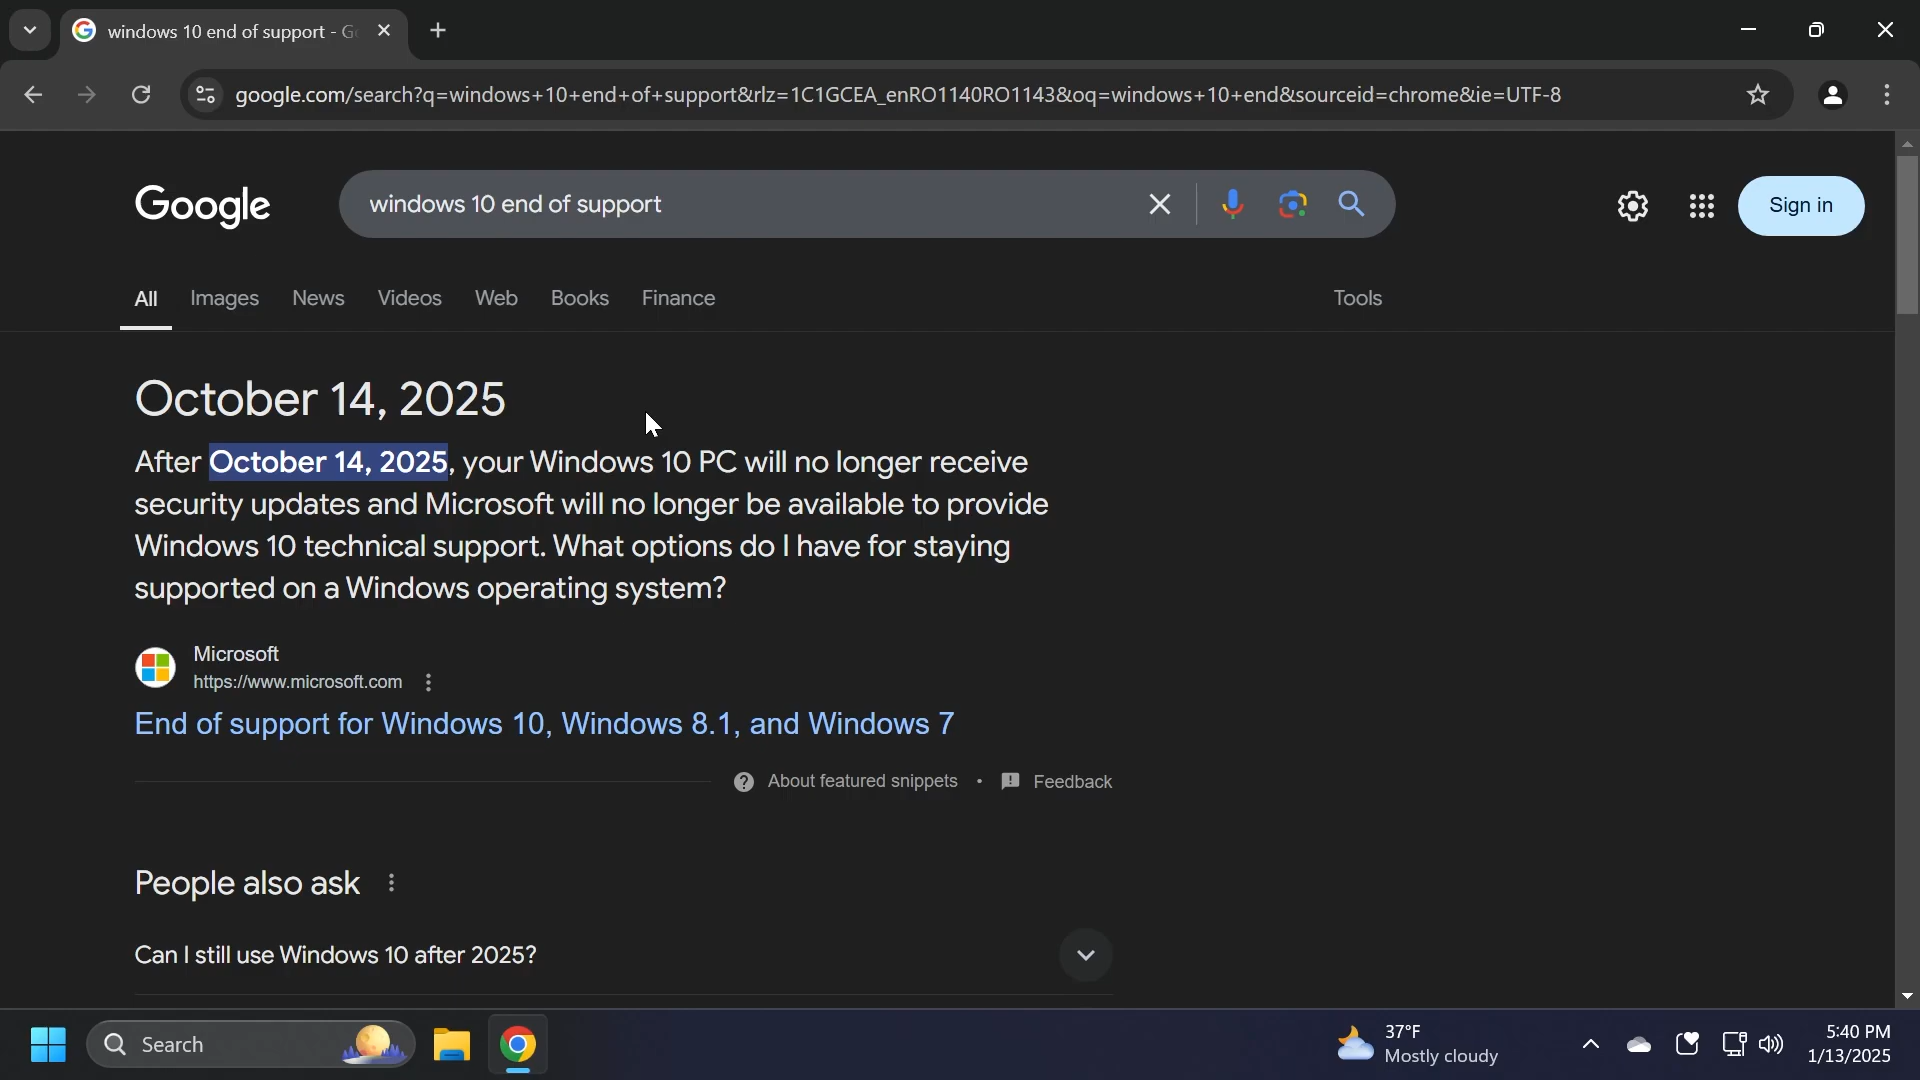 windows 10 end of support - G
google.com/search?q=windows+10+end+of+support&rlz=1C1GCEA_enRO1140RO1143&oq=windows+10+end&sourceid=chrome&ie=UTF-8
Google
windows 10 end of support
Sign in
All Images News Videos Web Books Finance Tools
October 14, 2025
After October 14, 2025, your Windows 10 PC will no longer receive
security updates and Microsoft will no longer be available to provide
Windows 10 technical support. What options do I have for staying
supported on a Windows operating system?
Microsoft
https://www.microsoft.com
End of support for Windows 10, Windows 8.1, and Windows 7
About featured snippets • Feedback
People also ask
Can I still use Windows 10 after 2025?
Search
37°F
Mostly cloudy
5:40 PM
1/13/2025